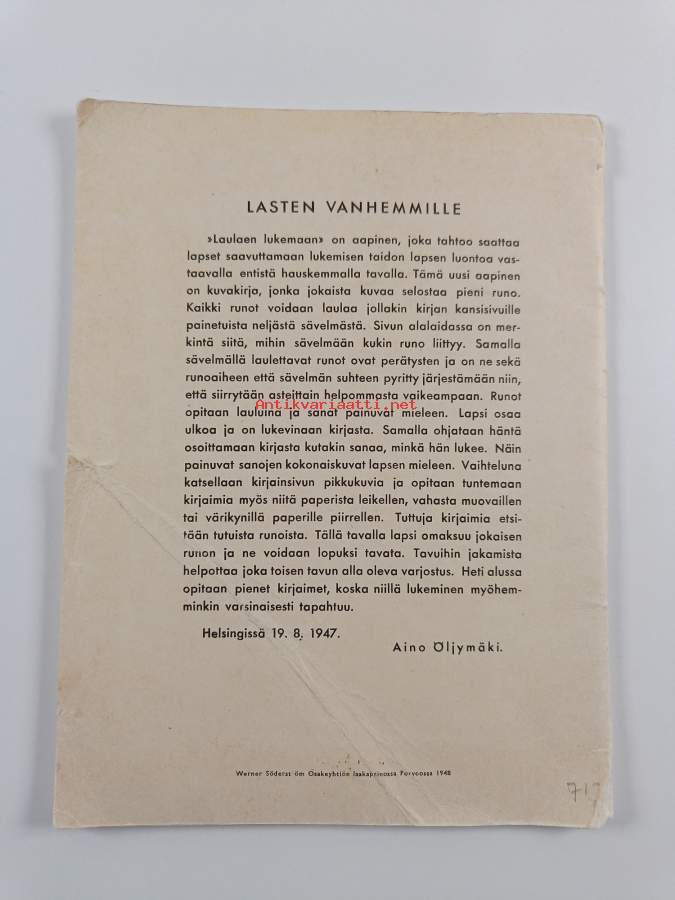 LASTEN VANHEMMILLE
»Laulaen lukemaan» on aapinen, joka tahtoo saattaa
lapset saavuttamaan lukemisen taidon lapsen luontoa vas-
taavalla entistä hauskemmalla tavalla. Tämä uusi aapinen
on kuvakirja, jonka jokaista kuvaa selostaa pieni runo.
Kaikki runot voidaan laulaa jollakin kirjan kansisivuille
painetuista neljästä sävelmästä. Sivun alalaidassa on mer-
kintä siitä, mihin sävelmään kukin runo liittyy. Samalla
sävelmällä laulettavat runot ovat perätysten ja on ne sekä
runoaiheen että sävelmän suhteen pyritty järjestämään niin,
että siirrytään asteittain helpommasta vaikeampaan. Runot
Antikvariaatti.net
opitaan lauluina ja sanat painuvat mieleen. Lapsi osaa
ulkoa ja on lukevinaan kirjasta. Samalla ohjataan häntä
osoittamaan kirjasta kutakin sanaa, minkä hän lukee. Näin
painuvat sanojen kokonaiskuvat lapsen mieleen. Vaihteluna
katsellaan kirjainsivun pikkukuvia ja opitaan tuntemaan
kirjaimia myös niitä paperista leikellen, vahasta muovaillen
tai värikynillä paperille piirrellen. Tuttuja kirjaimia etsi-
tään tutuista runoista. Tällä tavalla lapsi omaksuu jokaisen
runon ja ne voidaan lopuksi tavata. Tavuihin jakamista
helpottaa joka toisen tavun alla oleva varjostus. Heti alussa
opitaan pienet kirjaimet, koska niillä lukeminen myöhem-
minkin varsinaisesti tapahtuu.
Helsingissä 19. 8. 1947.
Aino Öljymäki.
Werner Söderst öm Osakeyhtiön laakapainossa Porvoossa 1948
717